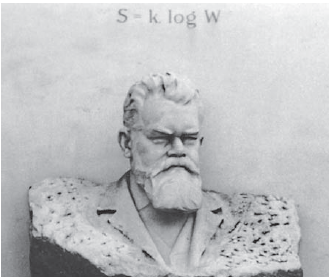 S = k. log W